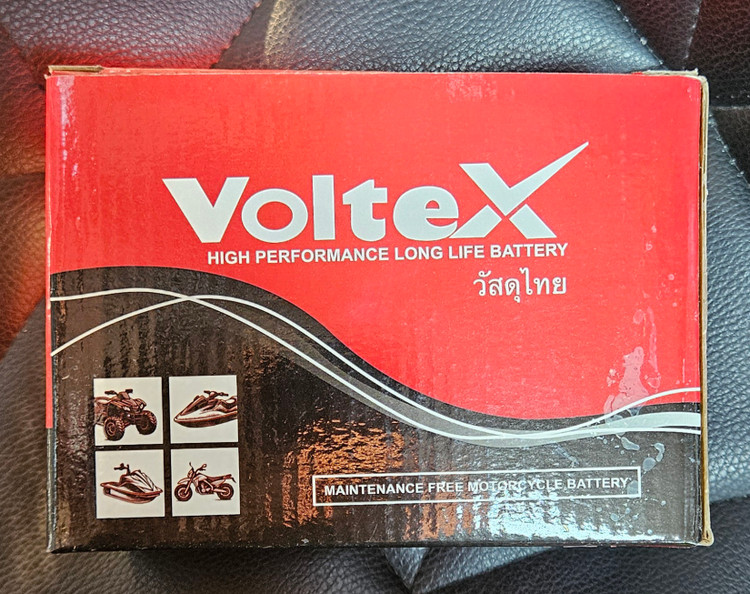 VolteX
HIGH PERFORMANCE LONG LIFE BATTERY
วัสดุไทย
MAINTENANCE FREE MOTORCYCLE BATTERY